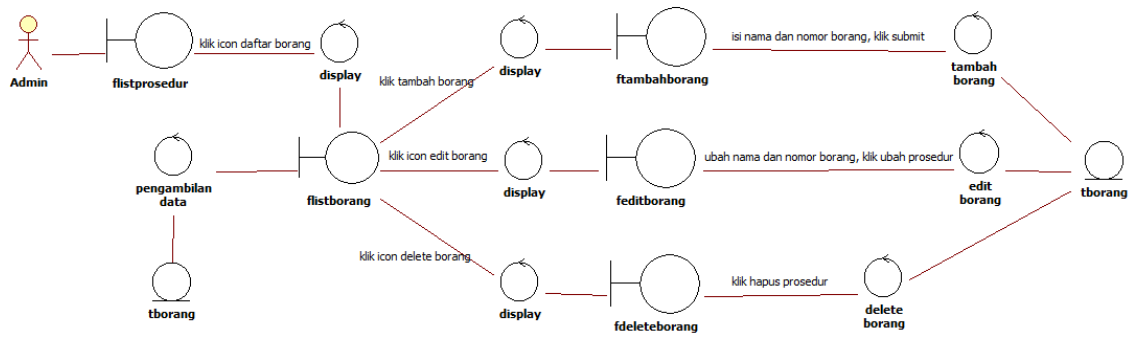 klik icon daftar borang
isi nama dan nomor borang, klik submit
Admin
flistprosedur
display
display
ftambahborang
tambah
borang
klik tambah borang
klik icon edit borang
ubah nama dan nomor borang, klik ubah prosedur
pengambilan
data
flistborang
display
feditborang
edit
borang
tborang
klik icon delete borang
klik hapus prosedur
tborang
display
fdeleteborang
delete
borang